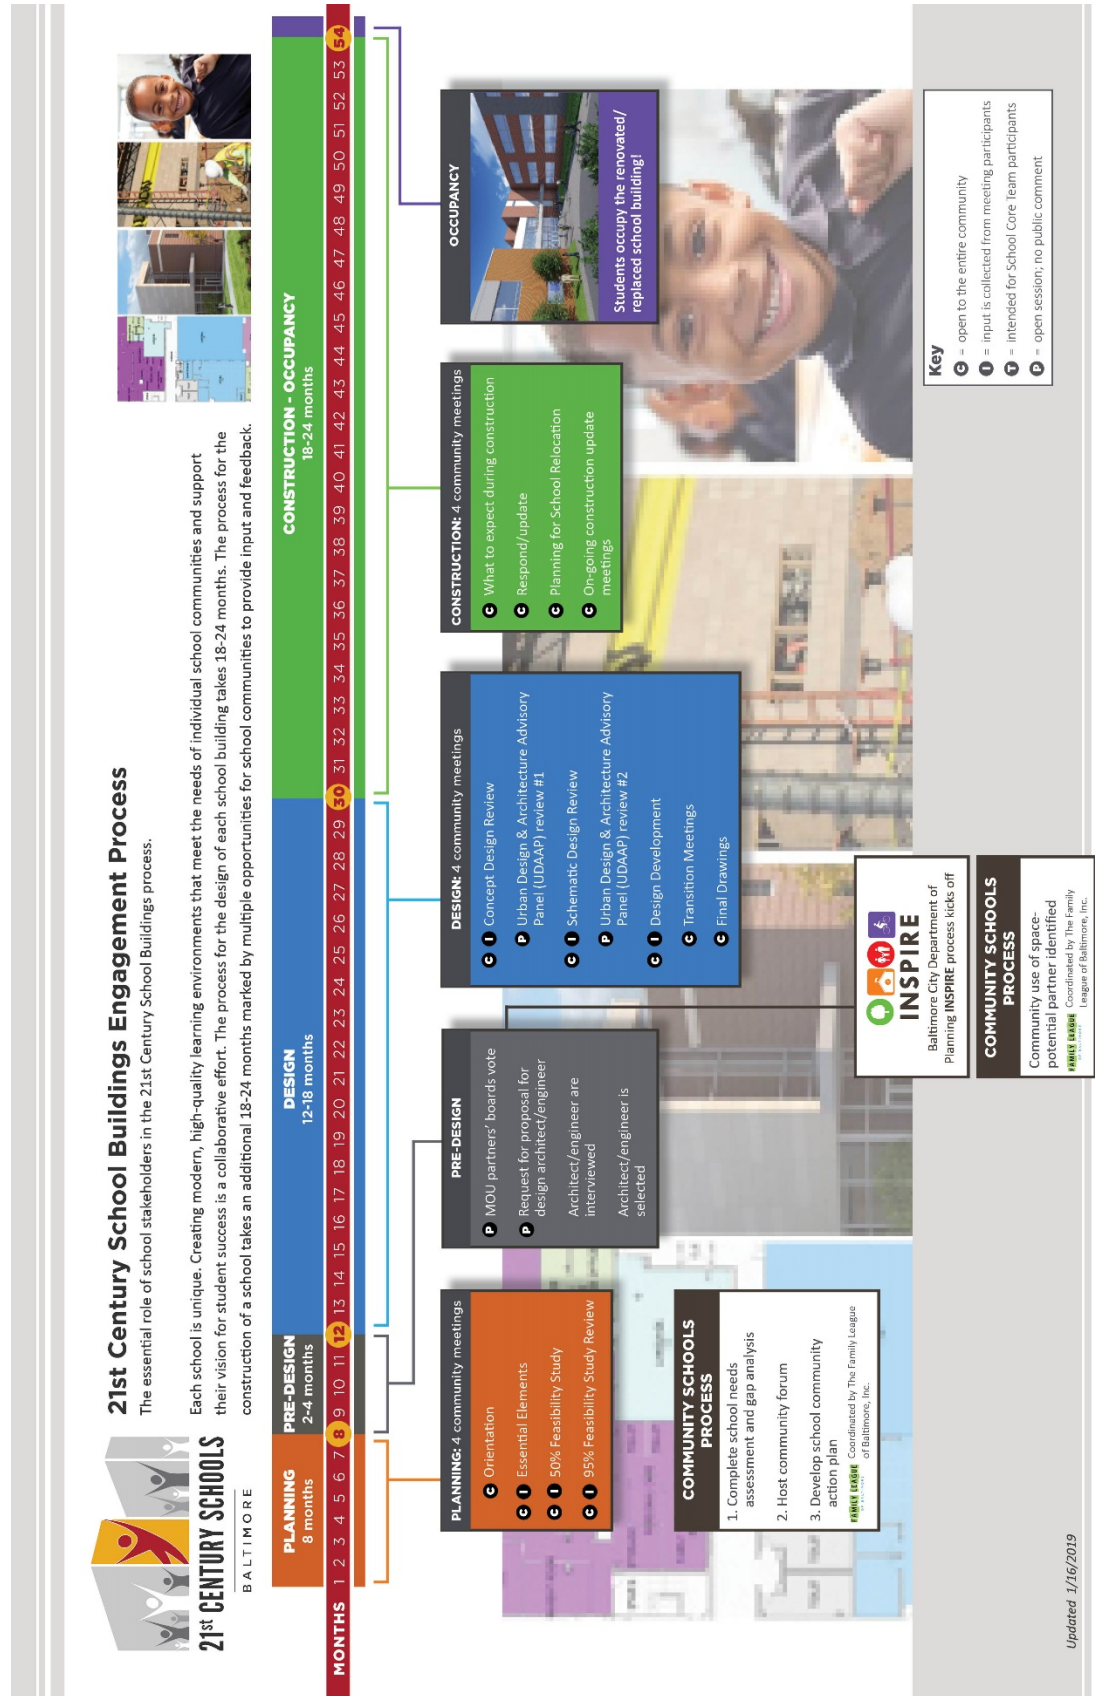 21st CENTURY SCHOOLS
BALTIMORE
21st Century School Buildings Engagement Process
The essential role of school stakeholders in the 21st Century School Buildings process.
Each school is unique. Creating modern, high-quality learning environments that meet the needs of individual school communities and support
their vision for student success is a collaborative effort. The process for the design of each school building takes 18-24 months. The process for the
construction of a school takes an additional 18-24 months marked by multiple opportunities for school communities to provide input and feedback.
PLANNING
8 months
PRE-DESIGN
2-4 months
DESIGN
12-18 months
CONSTRUCTION - OCCUPANCY
18-24 months
MONTHS 1 2 3 4 5 6 7 8 9 10 11 12 13 14 15 16 17 18 19 20 21 22 23 24 25 26 27 28 29 30 31 32 33 34 35 36 37 38 39 40 41 42 43 44 45 46 47 48 49 50 51 52 53 54
PLANNING: 4 community meetings
C Orientation
C I Essential Elements
C I 50% Feasibility Study
C I 95% Feasibility Study Review
COMMUNITY SCHOOLS
PROCESS
1. Complete school needs
assessment and gap analysis
2. Host community forum
3. Develop school community
action plan
FAMILY LEAGUE
OF BALTIMORE
Coordinated by The Family League
of Baltimore, Inc.
PRE-DESIGN
P MOU partners' boards vote
P Request for proposal for
design architect/engineer
Architect/engineer are
interviewed
Architect/engineer is
selected
INSPIRE
Baltimore City Department of
Planning INSPIRE process kicks off
COMMUNITY SCHOOLS
PROCESS
Community use of space-
potential partner identified
FAMILY LEAGUE
OF BALTIMORE
Coordinated by The Family
League of Baltimore, Inc.
DESIGN: 4 community meetings
C I Concept Design Review
P Urban Design & Architecture Advisory
Panel (UDAAP) review #1
C I Schematic Design Review
P Urban Design & Architecture Advisory
Panel (UDAAP) review #2
C I Design Development
C Transition Meetings
C Final Drawings
CONSTRUCTION: 4 community meetings
C What to expect during construction
C Respond/update
C Planning for School Relocation
C On-going construction update
meetings
OCCUPANCY
Students occupy the renovated/
replaced school building!
Key
C = open to the entire community
I = input is collected from meeting participants
T = intended for School Core Team participants
P = open session; no public comment
Updated 1/16/2019